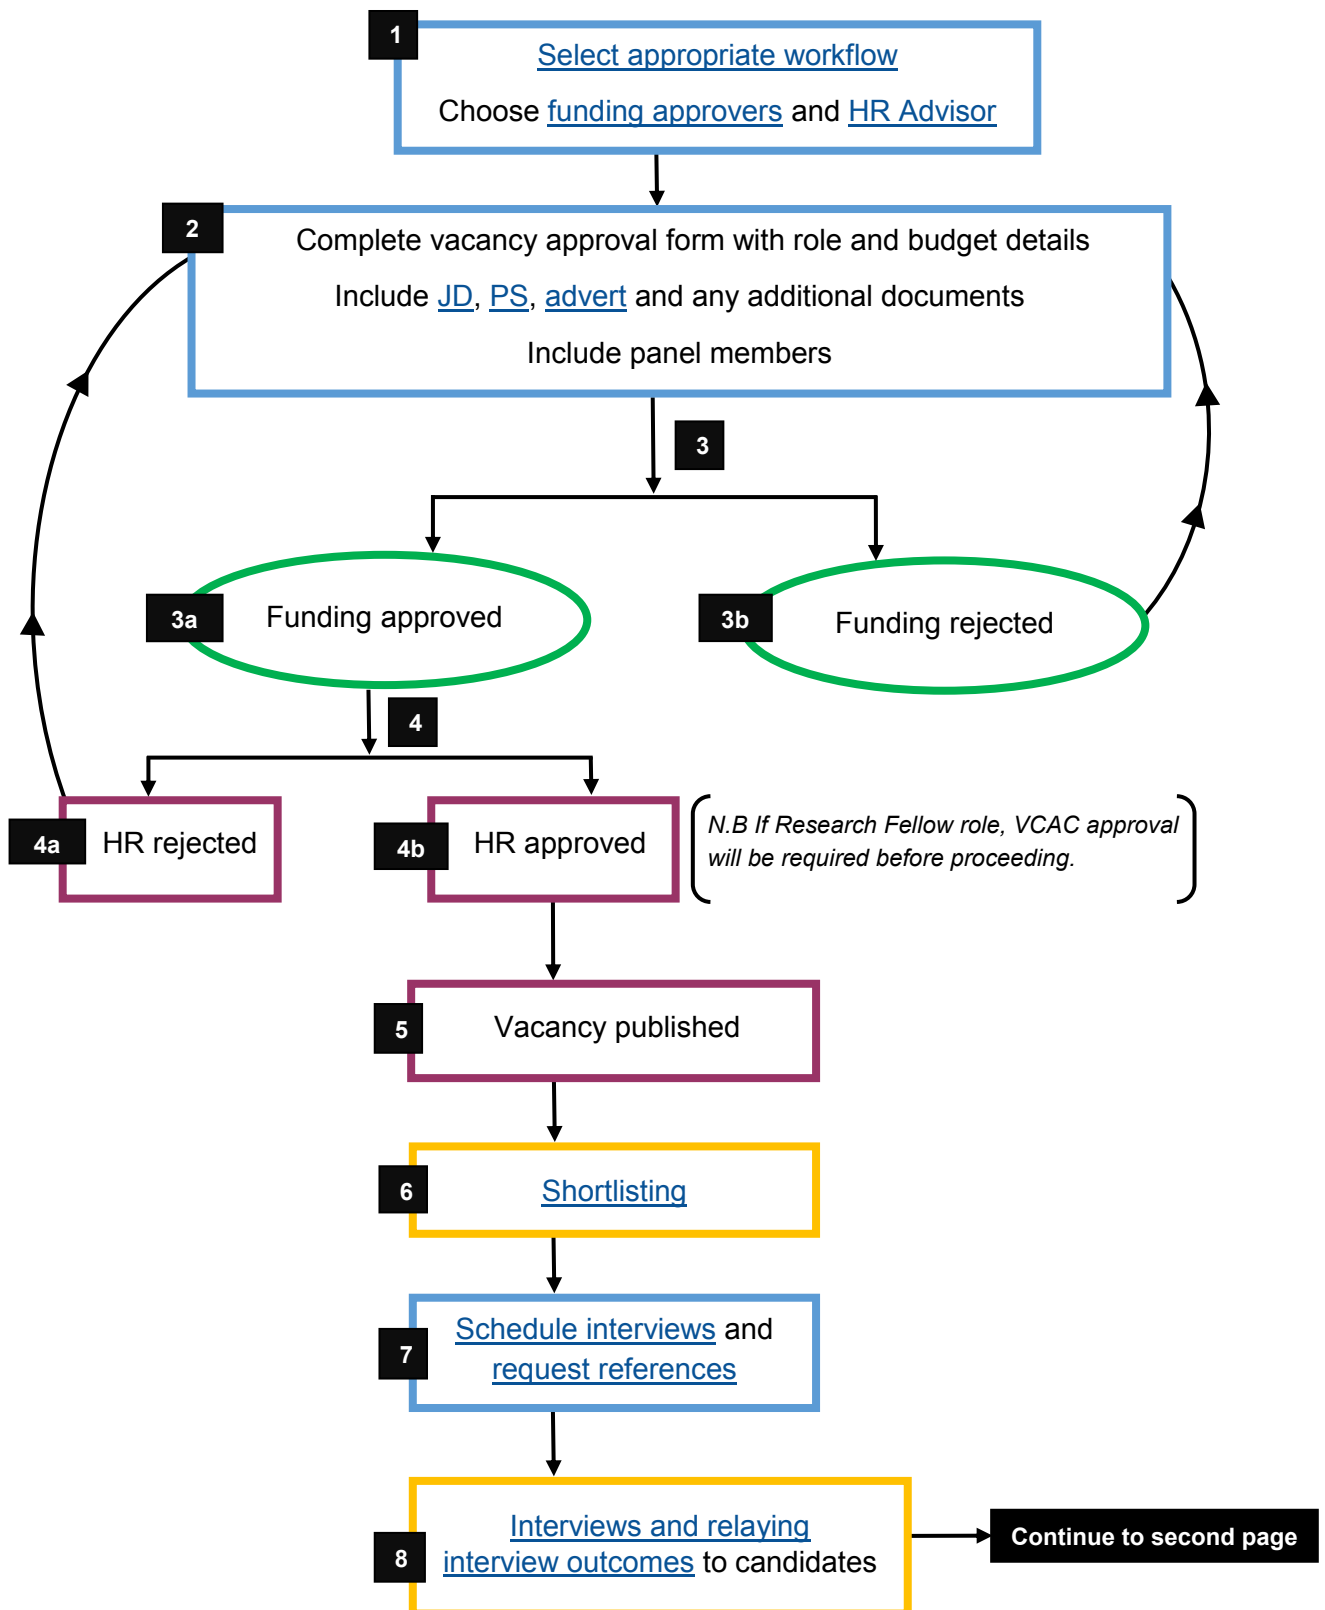 1
Select appropriate workflow
Choose funding approvers and HR Advisor
2
Complete vacancy approval form with role and budget details
Include JD, PS, advert and any additional documents
Include panel members
3
3a
Funding approved
3b
Funding rejected
4
4a
HR rejected
4b
HR approved
N.B If Research Fellow role, VCAC approval
will be required before proceeding.
5
Vacancy published
6
Shortlisting
7
Schedule interviews and
request references
8
Interviews and relaying
interview outcomes to candidates
Continue to second page